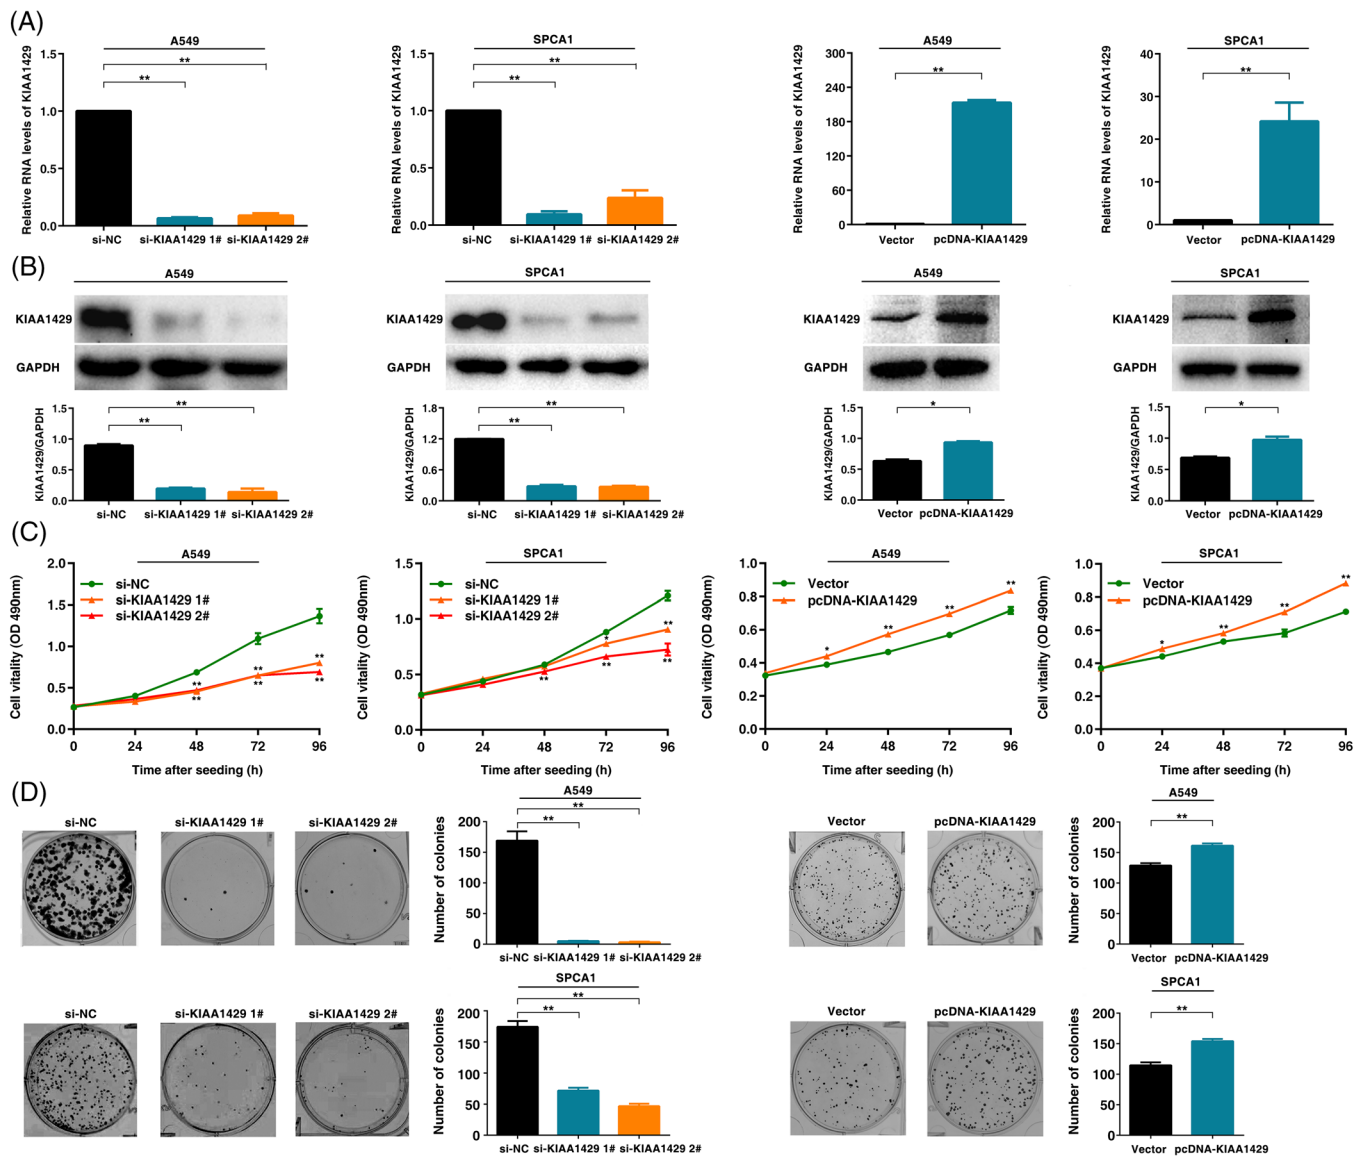 (A)
A549
SPCA1
A549
SPCA1
Relative RNA levels of KIAA1429
1.5
1.0
0.5
0.0
**
**
si-NC
si-KIAA1429 1#
si-KIAA1429 2#
Relative RNA levels of KIAA1429
1.5
1.0
0.5
0.0
**
**
si-NC
si-KIAA1429 1#
si-KIAA1429 2#
Relative RNA levels of KIAA1429
300
240
180
120
60
0
**
Vector
pcDNA-KIAA1429
Relative RNA levels of KIAA1429
40
30
20
10
0
**
Vector
pcDNA-KIAA1429
(B)
A549
SPCA1
A549
SPCA1
KIAA1429
GAPDH
KIAA1429
GAPDH
KIAA1429
GAPDH
KIAA1429
GAPDH
KIAA1429/GAPDH
1.5
1.0
0.5
0.0
**
**
si-NC
si-KIAA1429 1#
si-KIAA1429 2#
KIAA1429/GAPDH
1.8
1.2
0.6
0.0
**
**
si-NC
si-KIAA1429 1#
si-KIAA1429 2#
KIAA1429/GAPDH
1.5
1.0
0.5
0.0
*
Vector
pcDNA-KIAA1429
KIAA1429/GAPDH
1.5
1.0
0.5
0.0
*
Vector
pcDNA-KIAA1429
(C)
A549
Cell vitality (OD 490nm)
2.0
1.5
1.0
0.5
0.0
si-NC
si-KIAA1429 1#
si-KIAA1429 2#
**
**
**
**
**
**
0
24
48
72
96
Time after seeding (h)
SPCA1
Cell vitality (OD 490nm)
1.5
1.0
0.5
0.0
si-NC
si-KIAA1429 1#
si-KIAA1429 2#
**
*
**
**
**
0
24
48
72
96
Time after seeding (h)
A549
Cell vitality (OD 490nm)
1.0
0.8
0.6
0.4
0.2
0.0
Vector
pcDNA-KIAA1429
*
**
**
**
0
24
48
72
96
Time after seeding (h)
SPCA1
Cell vitality (OD 490nm)
1.0
0.8
0.6
0.4
0.2
0.0
Vector
pcDNA-KIAA1429
*
**
**
**
0
24
48
72
96
Time after seeding (h)
(D)
si-NC
si-KIAA1429 1#
si-KIAA1429 2#
A549
Number of colonies
200
150
100
50
0
**
**
si-NC
si-KIAA1429 1#
si-KIAA1429 2#
Vector
pcDNA-KIAA1429
A549
Number of colonies
200
150
100
50
0
**
Vector
pcDNA-KIAA1429
si-NC
si-KIAA1429 1#
si-KIAA1429 2#
SPCA1
Number of colonies
200
150
100
50
0
**
**
si-NC
si-KIAA1429 1#
si-KIAA1429 2#
Vector
pcDNA-KIAA1429
SPCA1
Number of colonies
200
150
100
50
0
**
Vector
pcDNA-KIAA1429